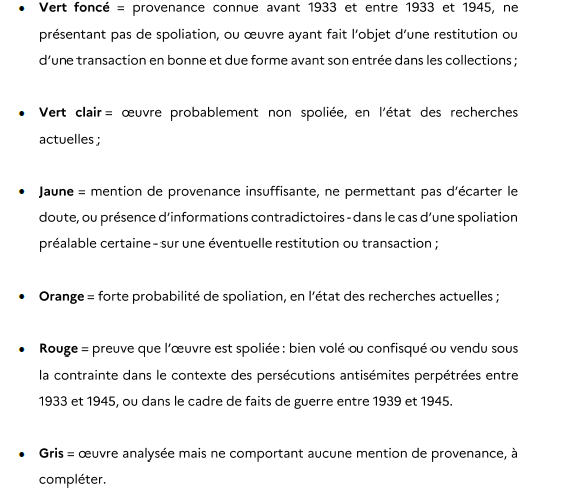 • Vert foncé = provenance connue avant 1933 et entre 1933 et 1945, ne
présentant pas de spoliation, ou œuvre ayant fait l’objet d’une restitution ou
d’une transaction en bonne et due forme avant son entrée dans les collections ;
• Vert clair = œuvre probablement non spoliée, en l’état des recherches
actuelles ;
• Jaune = mention de provenance insuffisante, ne permettant pas d’écarter le
doute, ou présence d’informations contradictoires - dans le cas d’une spoliation
préalable certaine - sur une éventuelle restitution ou transaction ;
• Orange = forte probabilité de spoliation, en l’état des recherches actuelles ;
• Rouge = preuve que l’œuvre est spoliée : bien volé ou confisqué ou vendu sous
la contrainte dans le contexte des persécutions antisémites perpétrées entre
1933 et 1945, ou dans le cadre de faits de guerre entre 1939 et 1945.
• Gris = œuvre analysée mais ne comportant aucune mention de provenance, à
compléter.